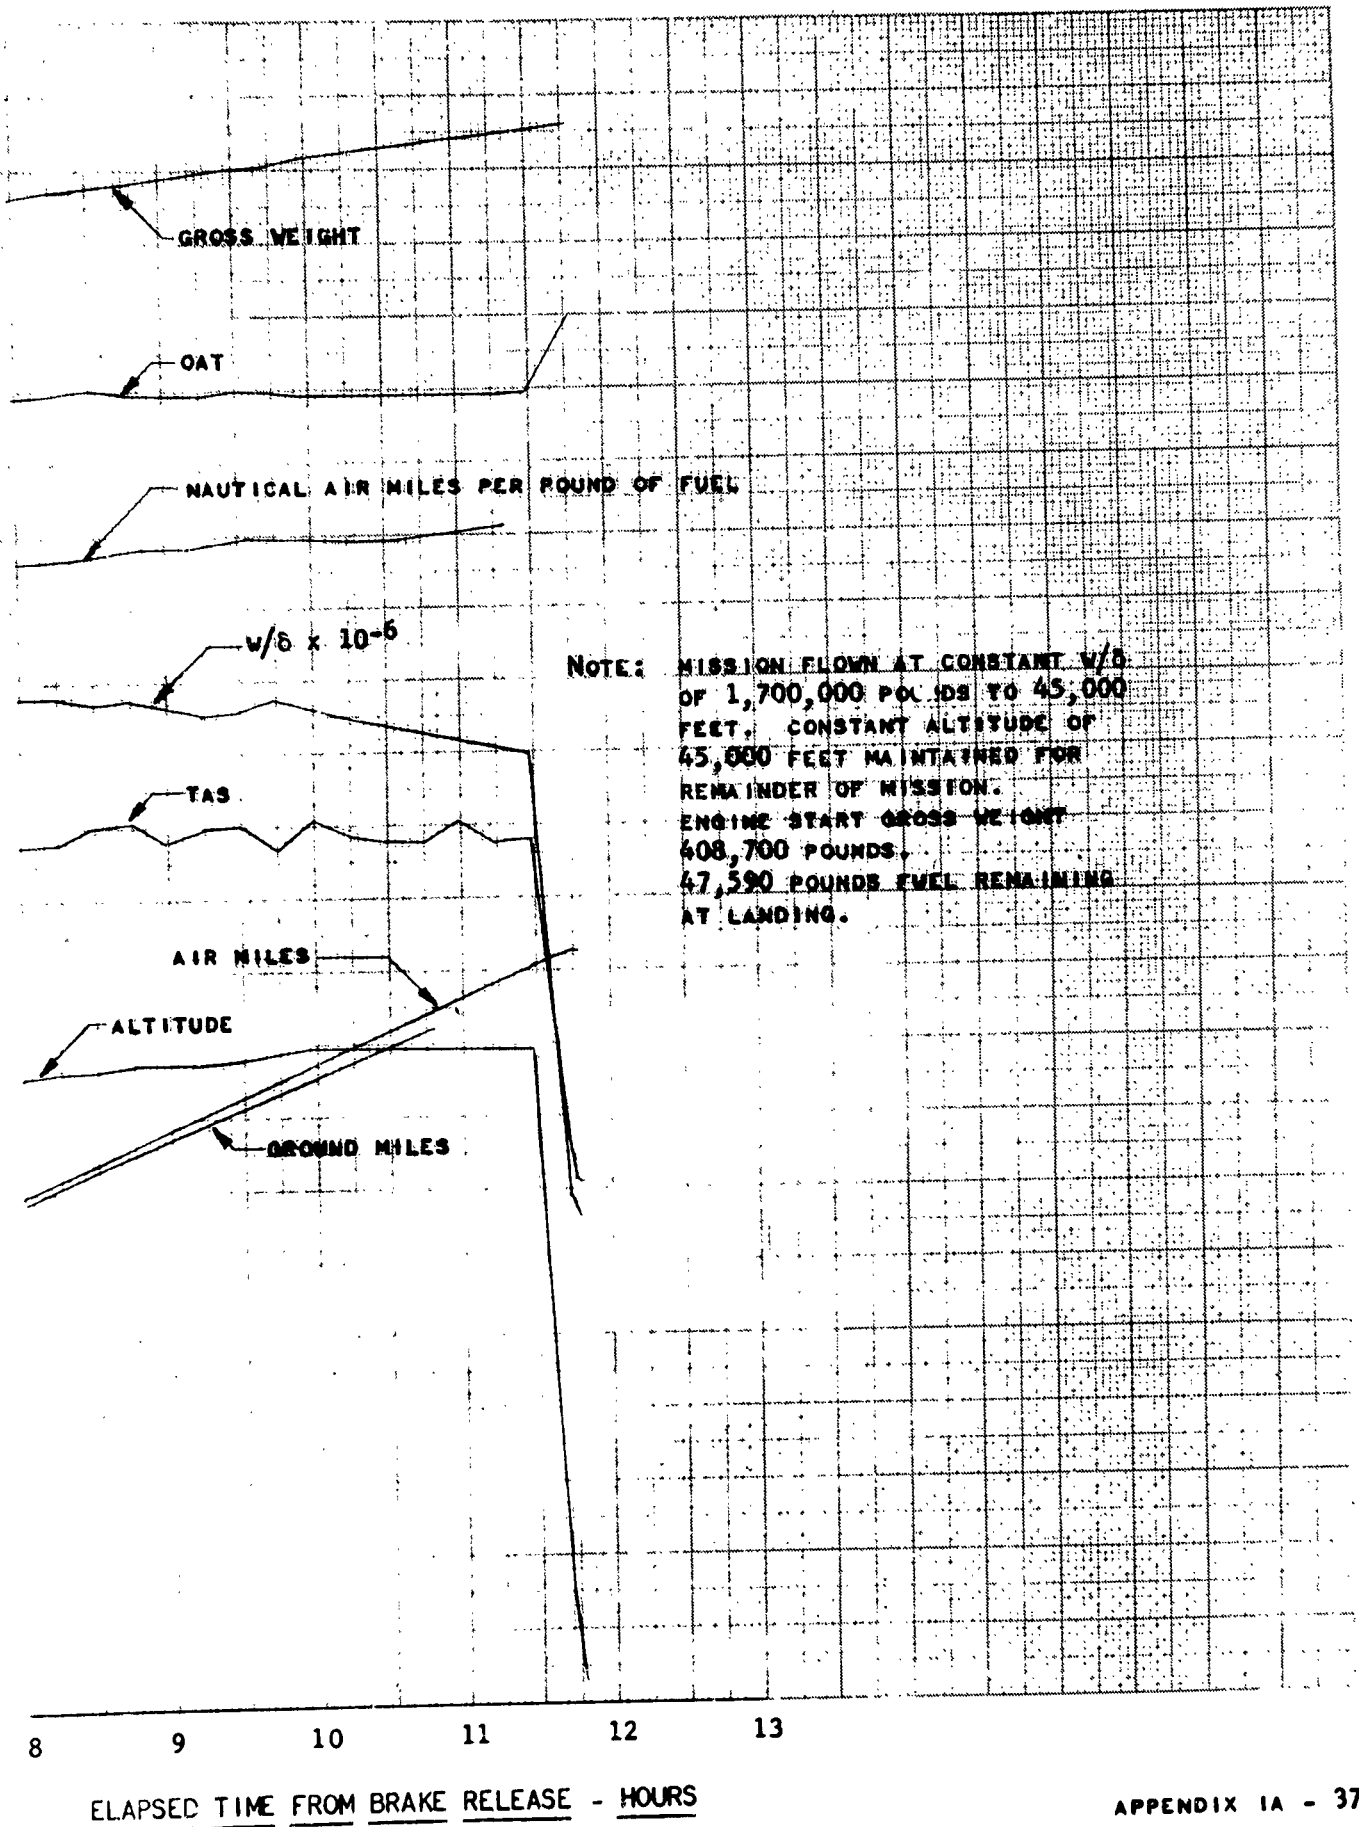 GROSS WEIGHT
OAT
NAUTICAL AIR MILES PER POUND OF FUEL
W/δ x 10-6
NOTE: MISSION FLOWN AT CONSTANT W/δ
OF 1,700,000 POUNDS TO 45,000
FEET. CONSTANT ALTITUDE OF
45,000 FEET MAINTAINED FOR
REMAINDER OF MISSION.
ENGINE START GROSS WEIGHT
408,700 POUNDS.
47,590 POUNDS FUEL REMAINING
AT LANDING.
TAS
AIR MILES
ALTITUDE
GROUND MILES
8 9 10 11 12 13
ELAPSED TIME FROM BRAKE RELEASE - HOURS
APPENDIX IA - 37